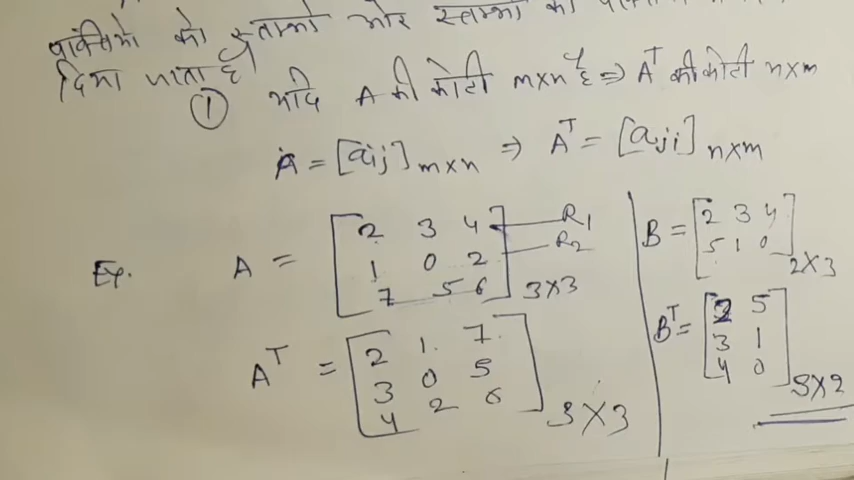 पंक्तियो को स्तम्भो और स्तम्भो को
दिया जाता है।
① यदि A की कोटी m×n है ⇒ Aᵀ की कोटी n×m
A = [aij] m×n ⇒ Aᵀ = [aji] n×m
Ex. A = [2 3 4 R1
1 0 2 R2
7 5 6] 3×3
Aᵀ = [2 1 7
3 0 5
4 2 6] 3×3
B = [2 3 4
5 1 0] 2×3
Bᵀ = [2 5
3 1
4 0] 3×2